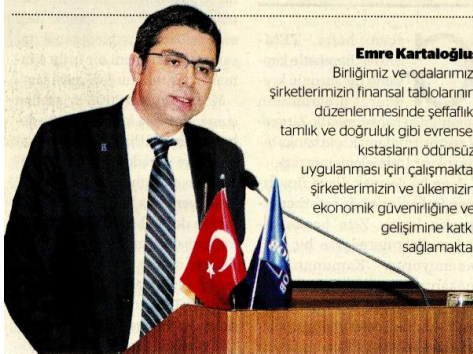 Emre Kartaloğlu:
Birliğimiz ve odalarımız
şirketlerimizin finansal tablolarının
düzenlenmesinde şeffaflık
tamlık ve doğruluk gibi evrensel
kıstasların ödünsüz
uygulanması için çalışmakta
şirketlerimizin ve ülkemizin
ekonomik güvenirliğine ve
gelişimine katkı
sağlamakta